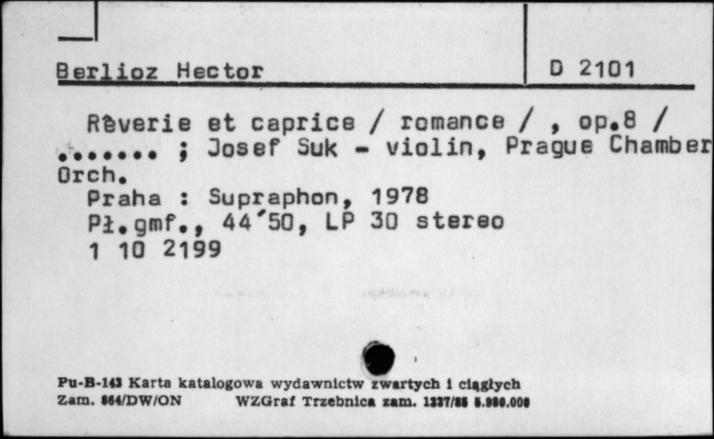 Berlioz Hector D 2101
Rêverie et caprice / romance / , op.8 /
....... ; Josef Suk - violin, Prague Chamber
Orch.
Praha : Supraphon, 1978
Pł.gmf., 44´50, LP 30 stereo
1 10 2199
Pu-B-143 Karta katalogowa wydawnictw zwartych i ciągłych
Zam. 864/DW/ON WZGraf Trzebnica zam. 1337/85 5.980.000